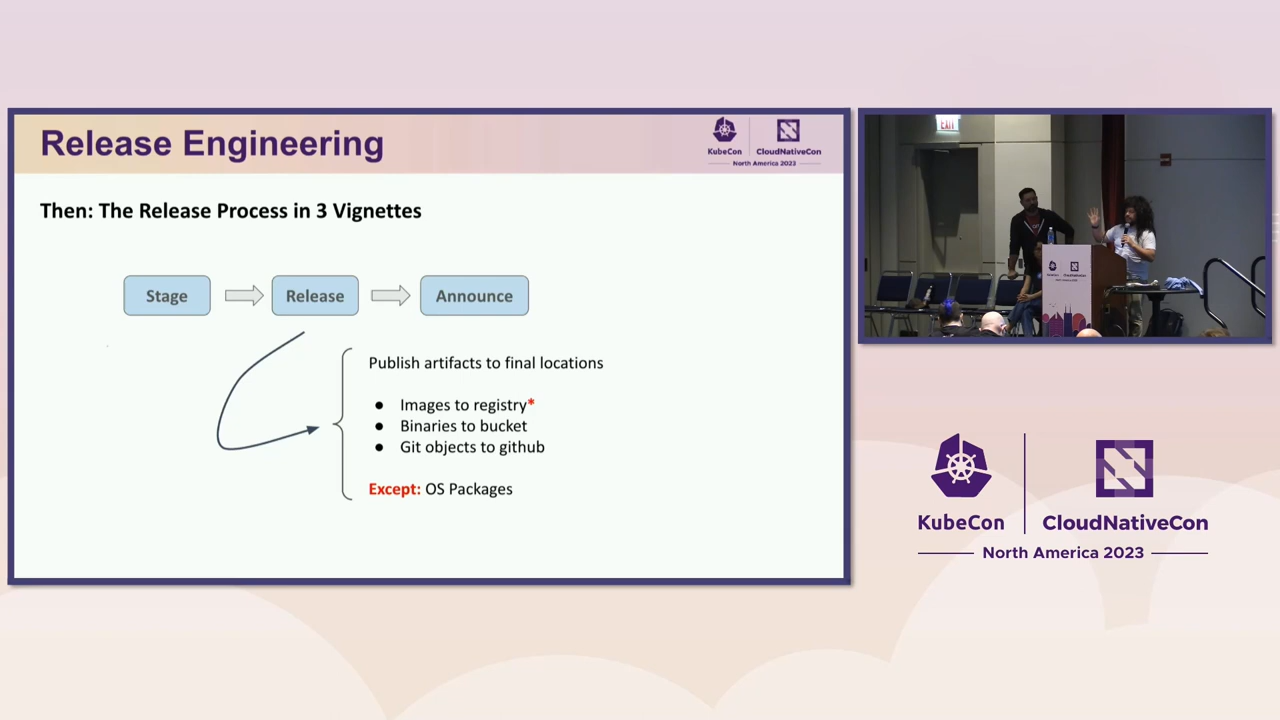 Release Engineering
KubeCon
CloudNativeCon
North America 2023
Then: The Release Process in 3 Vignettes
Stage
Release
Announce
Publish artifacts to final locations
● Images to registry*
● Binaries to bucket
● Git objects to github
Except: OS Packages
EXIT
KubeCon
CloudNativeCon
North America 2023